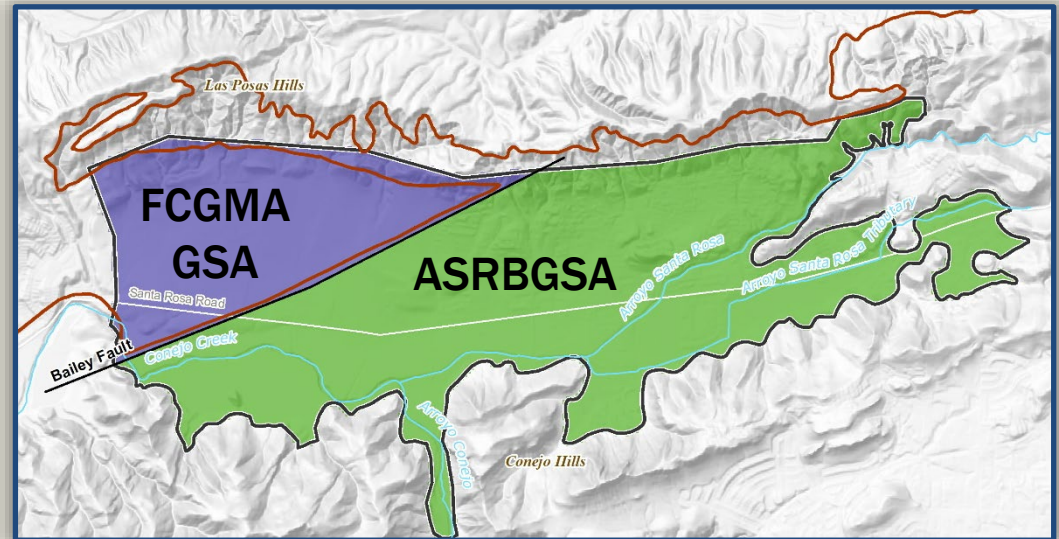 Las Posas Hills
FCGMA
GSA
ASRBGSA
Santa Rosa Road
Arroyo Santa Rosa
Arroyo Santa Rosa Tributary
Bailey Fault
Conejo Creek
Arroyo Conejo
Conejo Hills